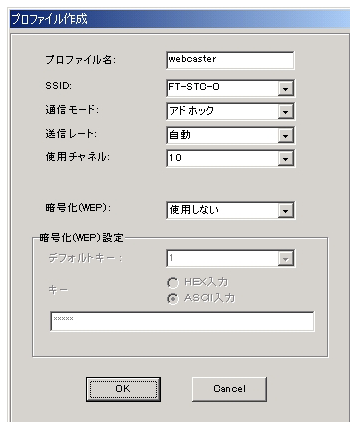 プロファイル作成
プロファイル名: webcaster
SSID: FT-STC-O
通信モード: アドホック
送信レート: 自動
使用チャネル: 10
暗号化(WEP): 使用しない
暗号化(WEP)設定
デフォルトキー: 1
キー HEX入力
ASCII入力
*****
OK Cancel